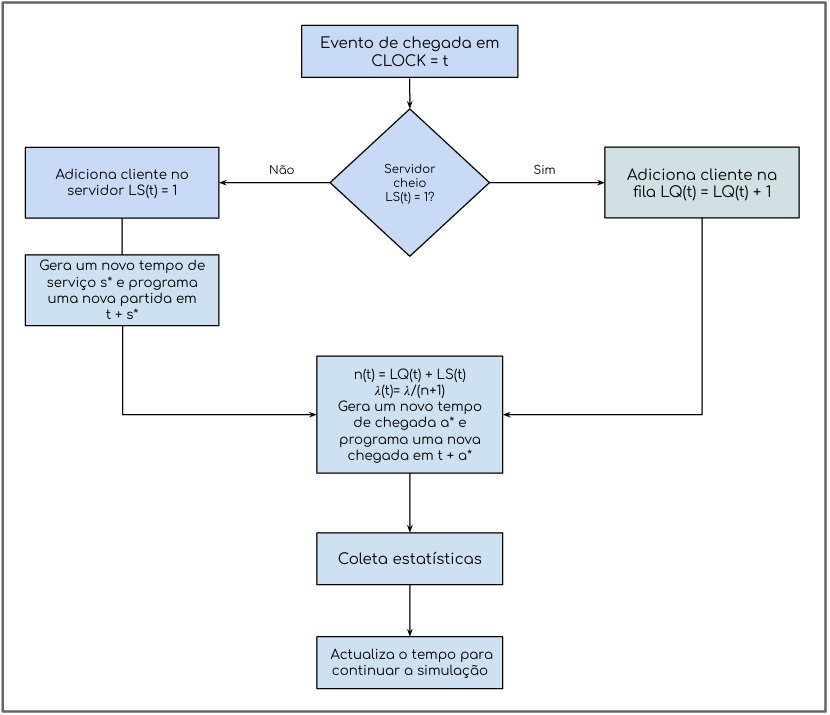 Evento de chegada em
CLOCK = t
Servidor
cheio
LS(t) = 1?
Não
Sim
Adiciona cliente no
servidor LS(t) = 1
Adiciona cliente na
fila LQ(t) = LQ(t) + 1
Gera um novo tempo de
serviço s* e programa
uma nova partida em
t + s*
n(t) = LQ(t) + LS(t)
λ(t)= λ/(n+1)
Gera um novo tempo
de chegada a* e
programa uma nova
chegada em t + a*
Coleta estatísticas
Actualiza o tempo para
continuar a simulação